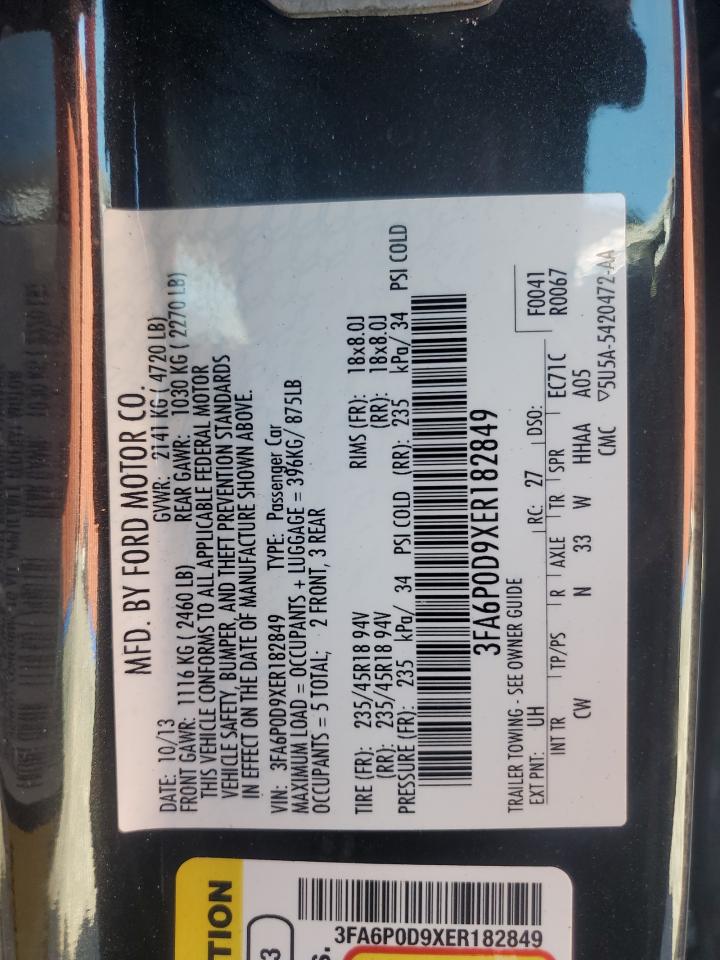 MFD. BY FORD MOTOR CO.
DATE: 10/13 GVWR: 2141 KG ( 4720 LB)
FRONT GAWR: 1116 KG ( 2460 LB) REAR GAWR: 1030 KG ( 2270 LB)
THIS VEHICLE CONFORMS TO ALL APPLICABLE FEDERAL MOTOR
VEHICLE SAFETY, BUMPER, AND THEFT PREVENTION STANDARDS
IN EFFECT ON THE DATE OF MANUFACTURE SHOWN ABOVE.
VIN: 3FA6P0D9XER182849 TYPE: Passenger Car
MAXIMUM LOAD = OCCUPANTS + LUGGAGE = 396KG/ 875LB
OCCUPANTS = 5 TOTAL; 2 FRONT, 3 REAR
TIRE (FR): 235/45R18 94V RIMS (FR): 18x8.0J
(RR): 235/45R18 94V (RR): 18x8.0J
PRESSURE (FR): 235 kPa/ 34 PSI COLD (RR): 235 kPa/ 34 PSI COLD
3FA6P0D9XER182849
TRAILER TOWING - SEE OWNER GUIDE F0041
EXT PNT: UH RC: 27 DSO: R0067
INT TR TP/PS R AXLE TR SPR EC71C
CW N 33 W HHAA A05
CMC ▽5U5A-5420472-AA
TION
3
S.
3FA6P0D9XER182849